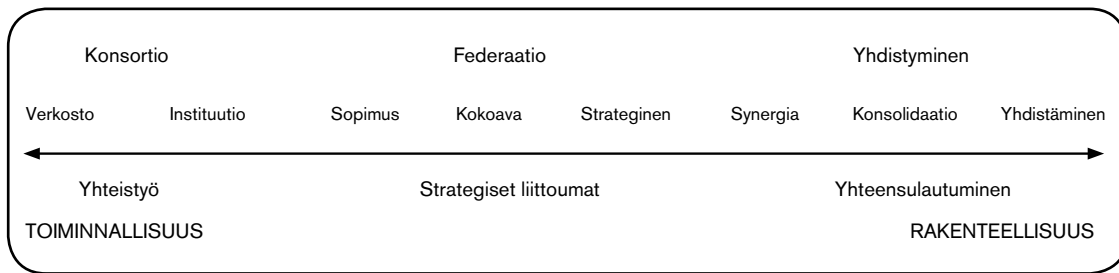 Konsortio Federaatio Yhdistyminen
Verkosto Instituutio Sopimus Kokoava Strateginen Synergia Konsolidaatio Yhdistäminen
Yhteistyö Strategiset liittoumat Yhteensulautuminen
TOIMINNALLISUUS RAKENTEELLISUUS